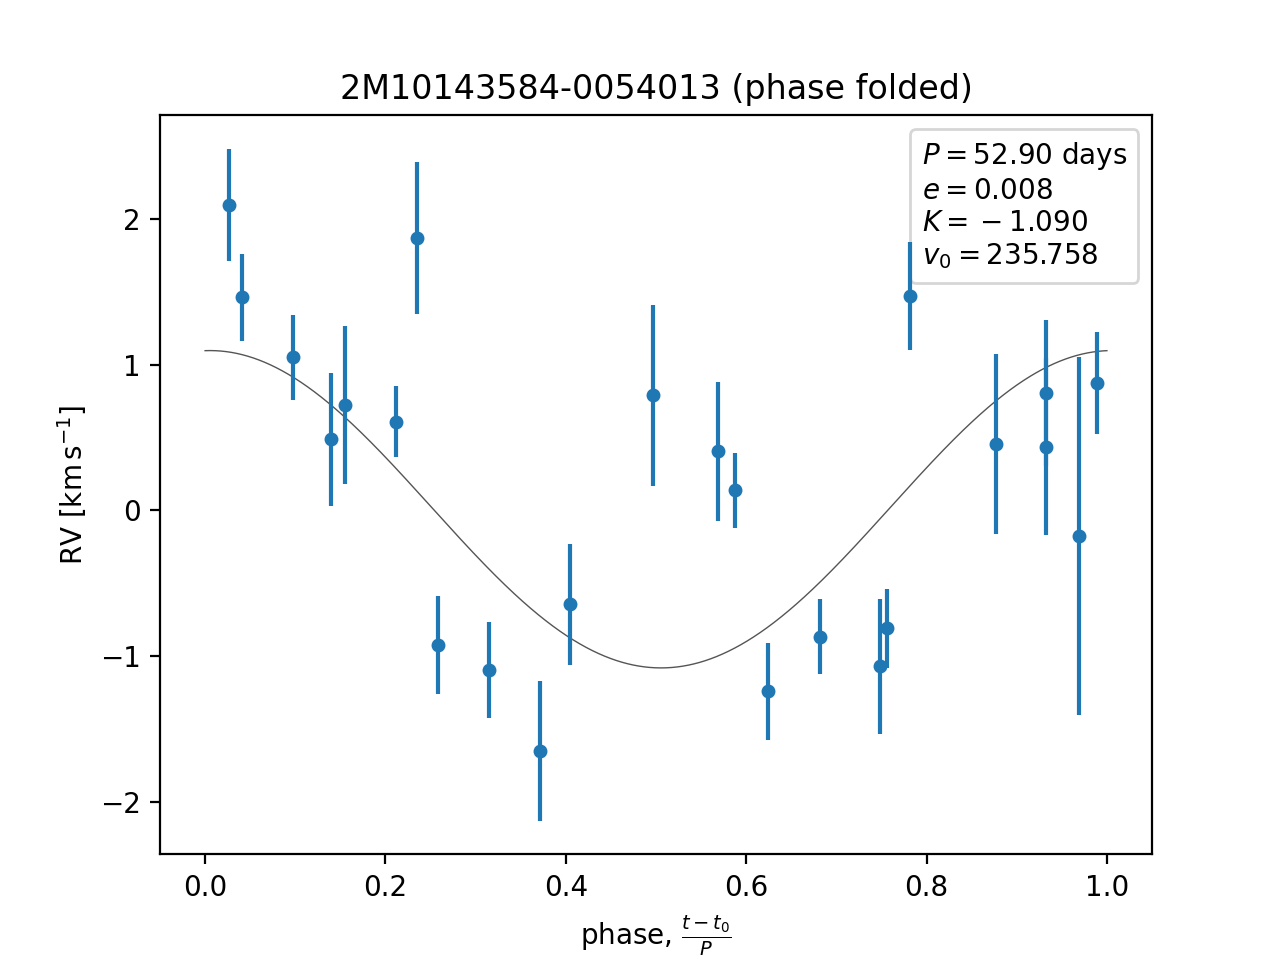 2M10143584-0054013 (phase folded)
P = 52.90 days
e = 0.008
K = −1.090
v₀ = 235.758
2
1
0
−1
−2
RV [km s⁻¹]
0.0 0.2 0.4 0.6 0.8 1.0
phase, (t − t₀)/P